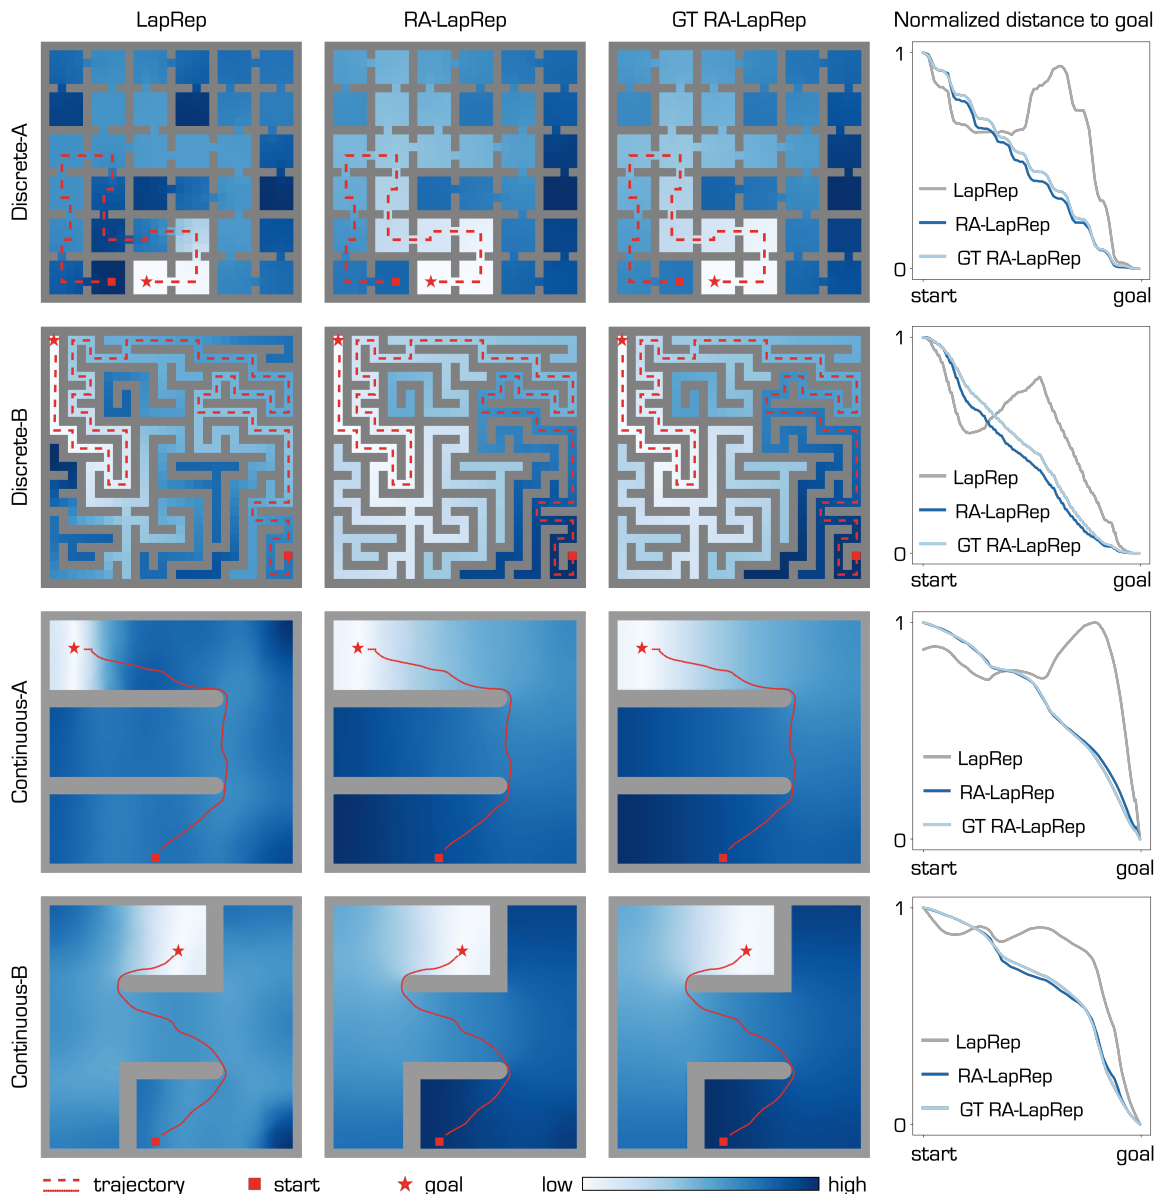 LapRep RA-LapRep GT RA-LapRep Normalized distance to goal
Discrete-A
1
0
LapRep
RA-LapRep
GT RA-LapRep
start goal
Discrete-B
1
0
LapRep
RA-LapRep
GT RA-LapRep
start goal
Continuous-A
1
0
LapRep
RA-LapRep
GT RA-LapRep
start goal
Continuous-B
1
0
LapRep
RA-LapRep
GT RA-LapRep
start goal
trajectory start goal low high